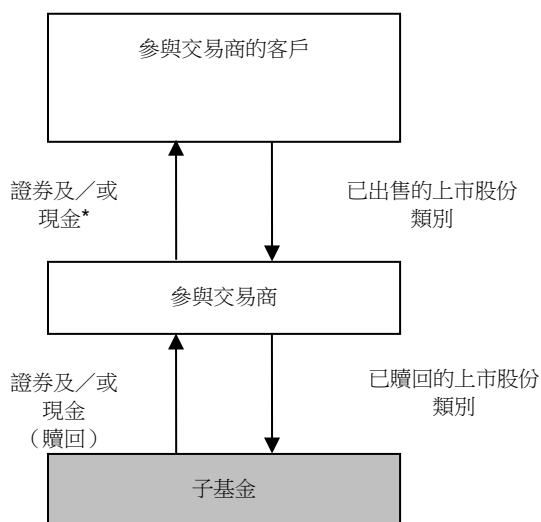 參與交易商的客戶
證券及／或
現金*
已出售的上市股份
類別
參與交易商
證券及／或
現金
（贖回）
已贖回的上市股份
類別
子基金